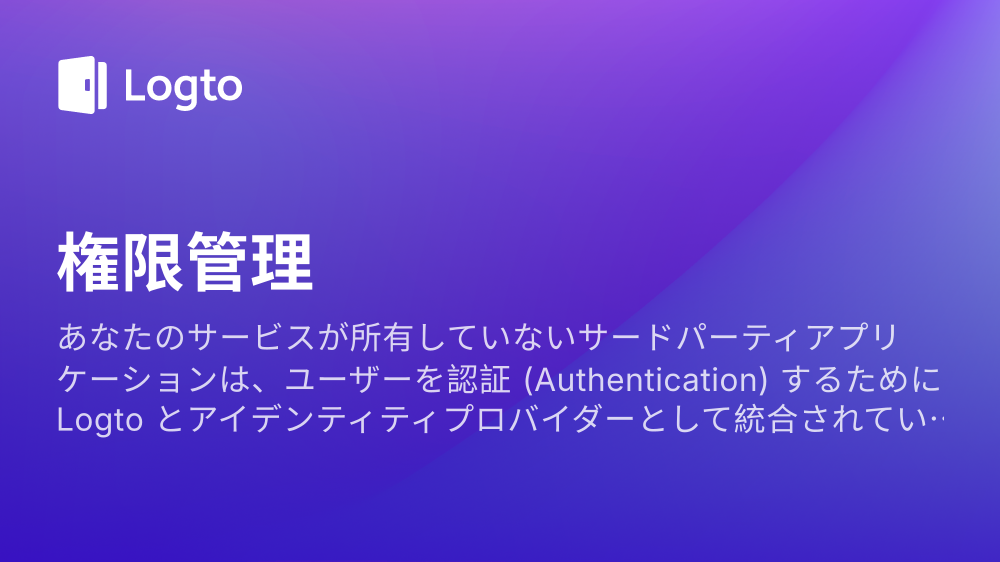 Logto
権限管理
あなたのサービスが所有していないサードパーティアプリ
ケーションは、ユーザーを認証 (Authentication) するために
Logto とアイデンティティプロバイダーとして統合されてい…